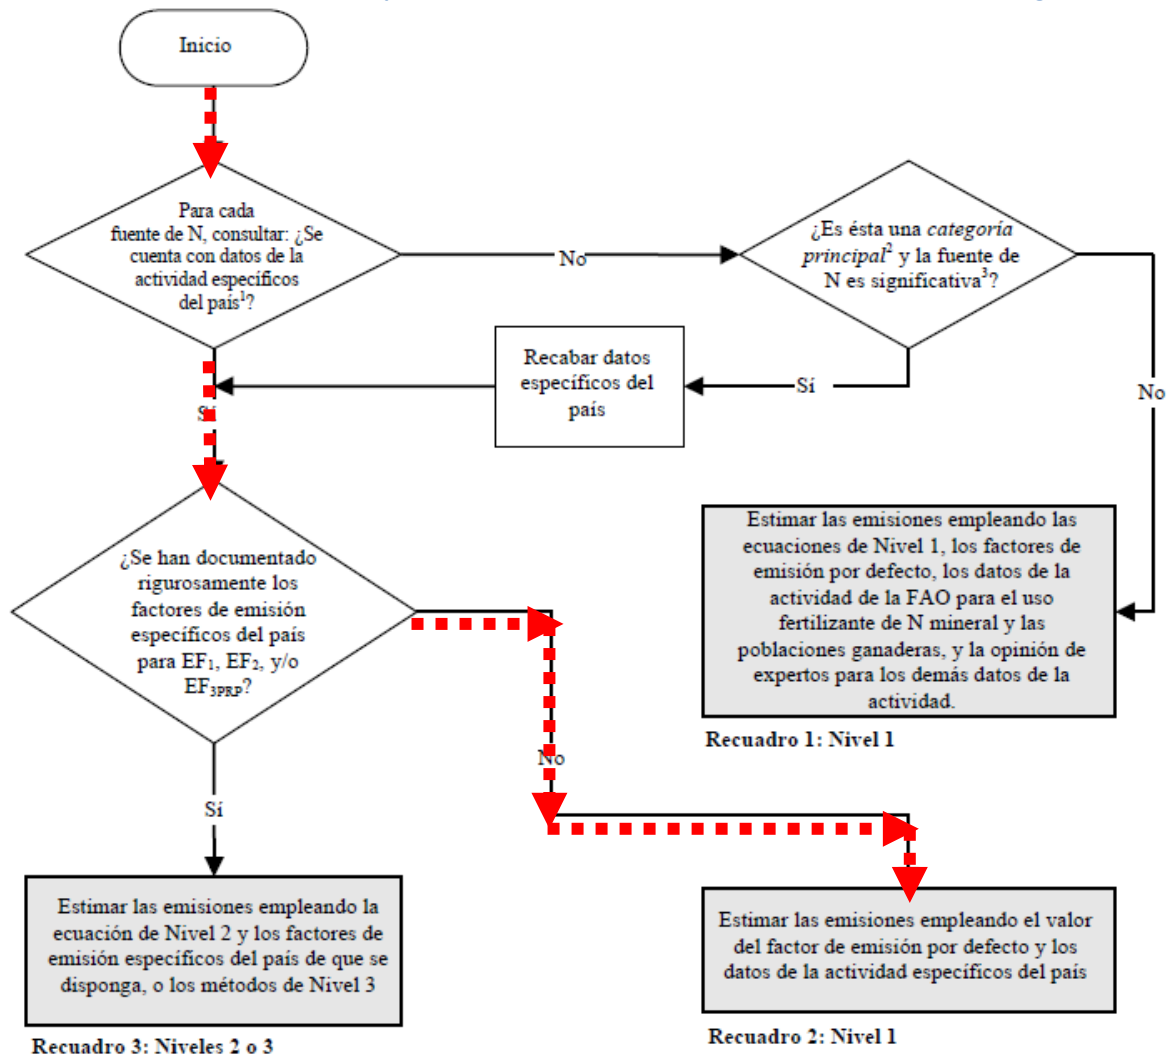 Inicio
Para cada
fuente de N, consultar: ¿Se
cuenta con datos de la
actividad específicos
del país¹?
No
¿Es ésta una categoría
principal² y la fuente de
N es significativa³?
Recabar datos
específicos del
país
Sí
No
Sí
¿Se han documentado
rigurosamente los
factores de emisión
específicos del país
para EF₁, EF₂, y/o
EF₃PRP?
Estimar las emisiones empleando las
ecuaciones de Nivel 1, los factores de
emisión por defecto, los datos de la
actividad de la FAO para el uso
fertilizante de N mineral y las
poblaciones ganaderas, y la opinión de
expertos para los demás datos de la
actividad.
Recuadro 1: Nivel 1
No
Sí
Estimar las emisiones empleando la
ecuación de Nivel 2 y los factores de
emisión específicos del país de que se
disponga, o los métodos de Nivel 3
Recuadro 3: Niveles 2 o 3
Estimar las emisiones empleando el valor
del factor de emisión por defecto y los
datos de la actividad específicos del país
Recuadro 2: Nivel 1